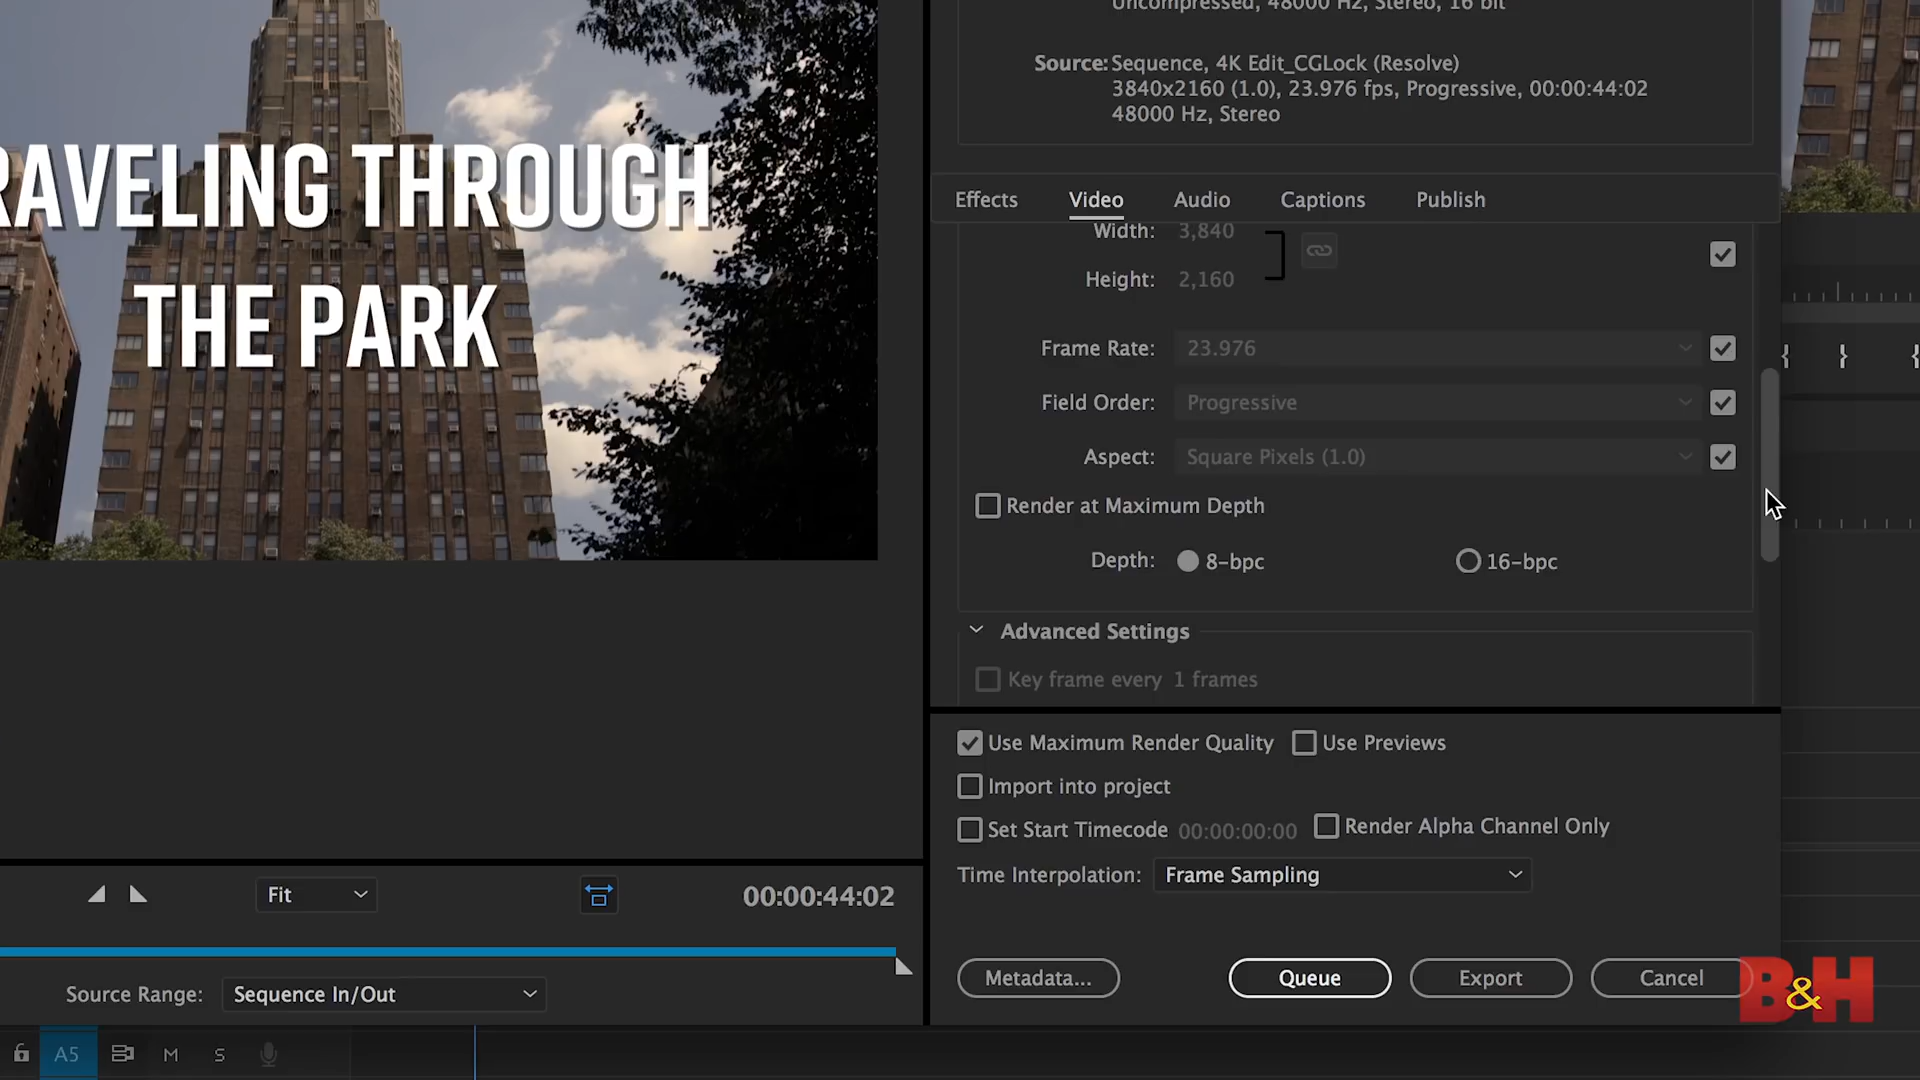 Uncompressed, 48000 Hz, Stereo, 16 bit
Source: Sequence, 4K Edit_CGLock (Resolve)
3840x2160 (1.0), 23.976 fps, Progressive, 00:00:44:02
48000 Hz, Stereo
RAVELING THROUGH
THE PARK
Effects Video Audio Captions Publish
Width: 3,840
Height: 2,160
Frame Rate: 23.976
Field Order: Progressive
Aspect: Square Pixels (1.0)
Render at Maximum Depth
Depth: 8-bpc 16-bpc
Advanced Settings
Key frame every 1 frames
Use Maximum Render Quality Use Previews
Import into project
Set Start Timecode 00:00:00:00 Render Alpha Channel Only
Time Interpolation: Frame Sampling
Fit 00:00:44:02
Metadata... Queue Export Cancel
Source Range: Sequence In/Out
B&H
A5 M S